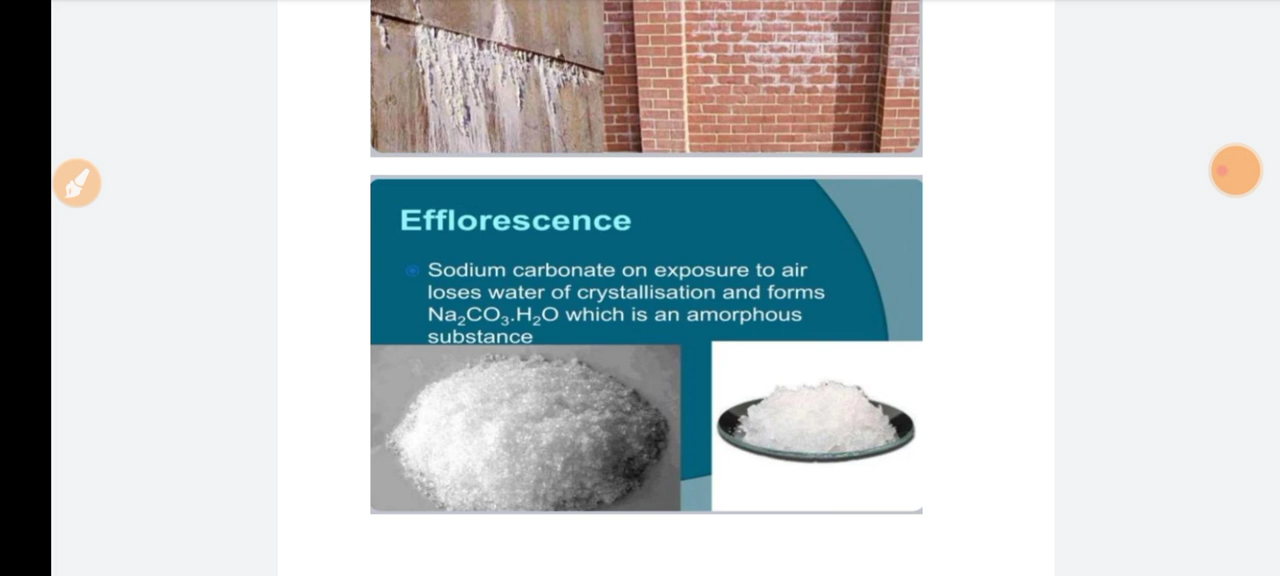 Efflorescence
Sodium carbonate on exposure to air
loses water of crystallisation and forms
Na₂CO₃.H₂O which is an amorphous
substance